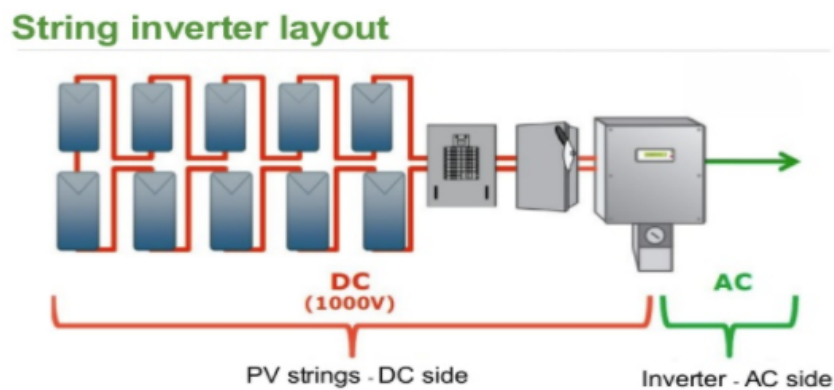 String inverter layout
DC
(1000V)
AC
PV strings - DC side
Inverter - AC side